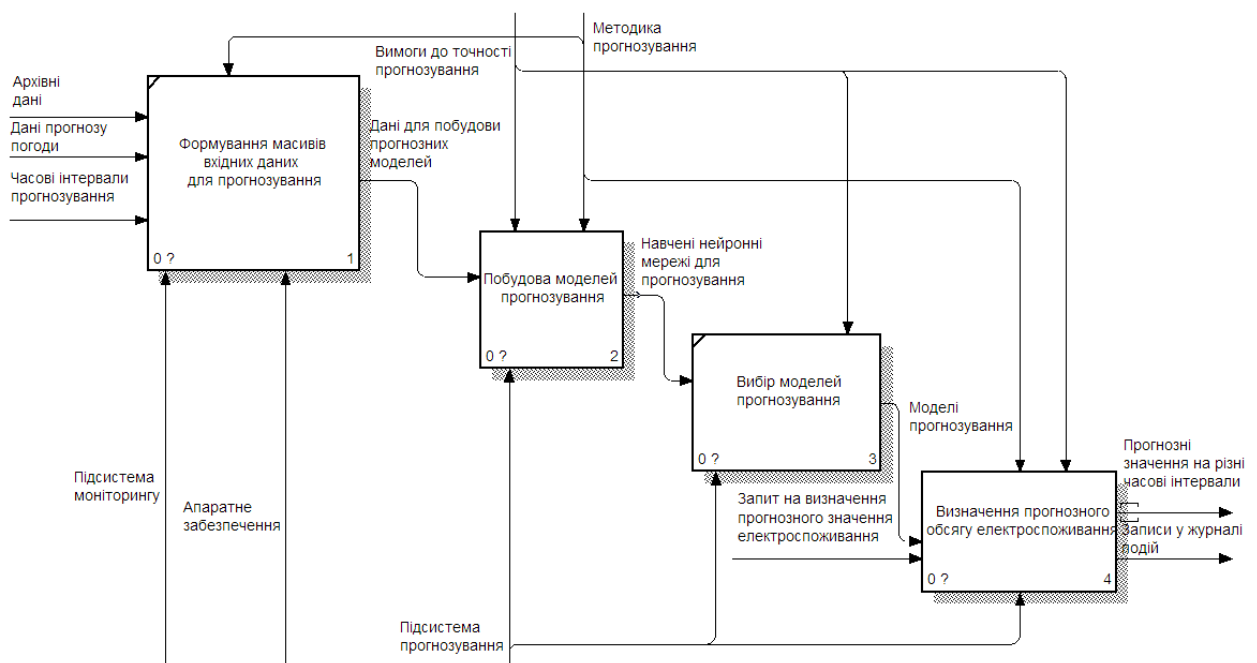 Методика
прогнозування
Вимоги до точності
прогнозування
Архівні
дані
Дані прогнозу
погоди
Часові інтервали
прогнозування
Формування масивів
вхідних даних
для прогнозування
0 ?
1
Дані для побудови
прогнозних
моделей
Побудова моделей
прогнозування
0 ?
2
Навчені нейронні
мережі для
прогнозування
Вибір моделей
прогнозування
0 ?
3
Моделі
прогнозування
Підсистема
моніторингу
Апаратне
забезпечення
Запит на визначення
прогнозного значення
електроспоживання
Визначення прогнозного
обсягу електроспоживання
0 ?
4
Прогнозні
значення на різні
часові інтервали
Записи у журналі
подій
Підсистема
прогнозування